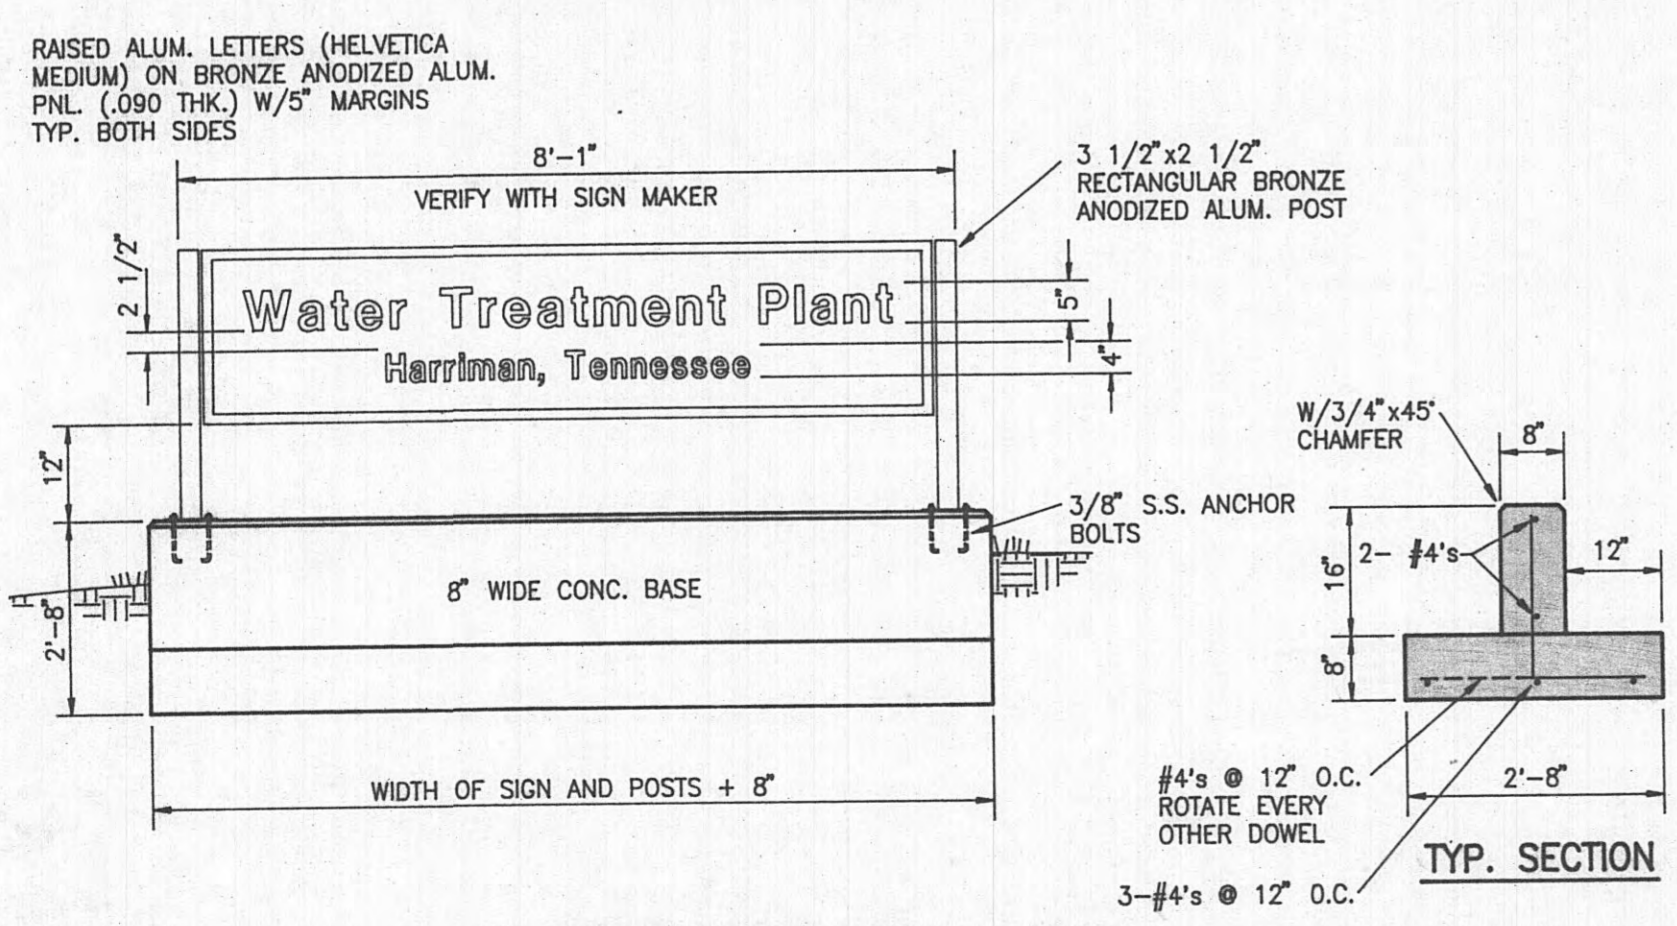 RAISED ALUM. LETTERS (HELVETICA
MEDIUM) ON BRONZE ANODIZED ALUM.
PNL. (.090 THK.) W/5" MARGINS
TYP. BOTH SIDES
8'-1"
VERIFY WITH SIGN MAKER
3 1/2"x2 1/2"
RECTANGULAR BRONZE
ANODIZED ALUM. POST
2 1/2"
Water Treatment Plant
Harriman, Tennessee
5"
4"
12"
2'-8"
3/8" S.S. ANCHOR
BOLTS
8" WIDE CONC. BASE
WIDTH OF SIGN AND POSTS + 8"
W/3/4"x45°
CHAMFER
8"
16"
2- #4's
12"
8"
#4's @ 12" O.C.
ROTATE EVERY
OTHER DOWEL
2'-8"
3-#4's @ 12" O.C.
TYP. SECTION